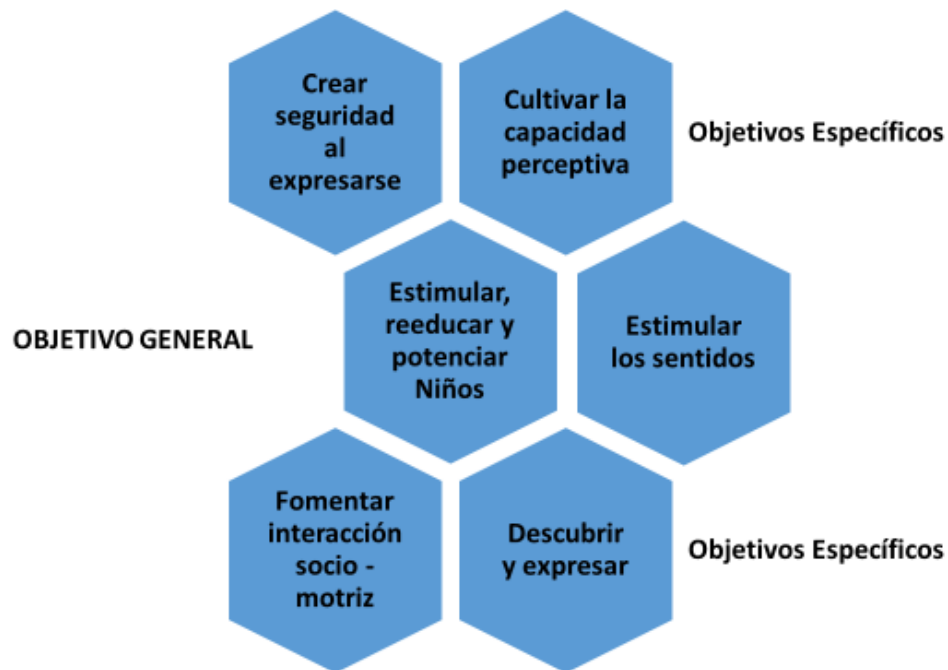 Crear
seguridad
al
expresarse
Cultivar la
capacidad
perceptiva
Objetivos Específicos
OBJETIVO GENERAL
Estimular,
reeducar y
potenciar
Niños
Estimular
los sentidos
Fomentar
interacción
socio -
motriz
Descubrir
y expresar
Objetivos Específicos